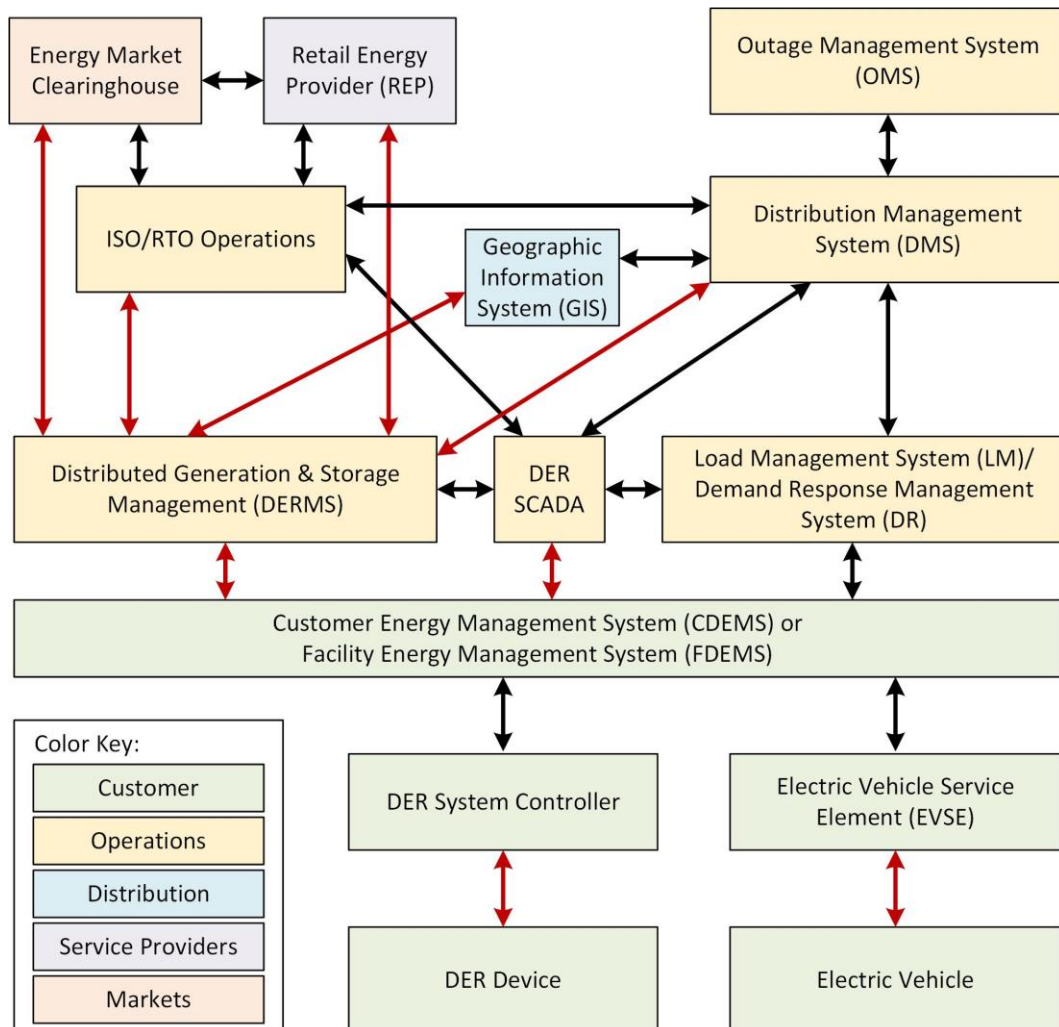 Energy Market
Clearinghouse
Retail Energy
Provider (REP)
Outage Management System
(OMS)
ISO/RTO Operations
Geographic
Information
System (GIS)
Distribution Management
System (DMS)
Distributed Generation & Storage
Management (DERMS)
DER
SCADA
Load Management System (LM)/
Demand Response Management
System (DR)
Customer Energy Management System (CDEMS) or
Facility Energy Management System (FDEMS)
Color Key:
Customer
Operations
Distribution
Service Providers
Markets
DER System Controller
Electric Vehicle Service
Element (EVSE)
DER Device
Electric Vehicle